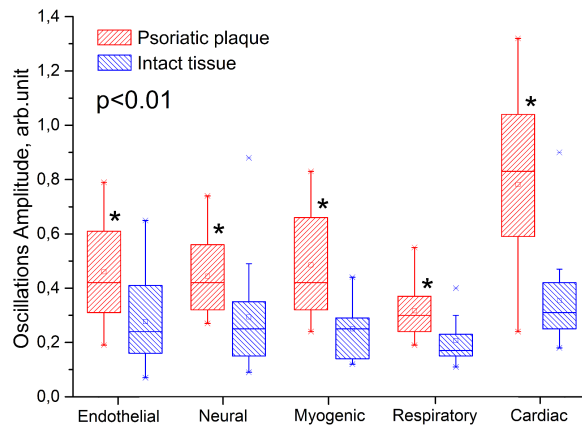 Oscillations Amplitude, arb.unit
1,4
1,2
1,0
0,8
0,6
0,4
0,2
0,0
Psoriatic plaque
Intact tissue
p<0.01
*
*
*
*
*
Endothelial
Neural
Myogenic
Respiratory
Cardiac